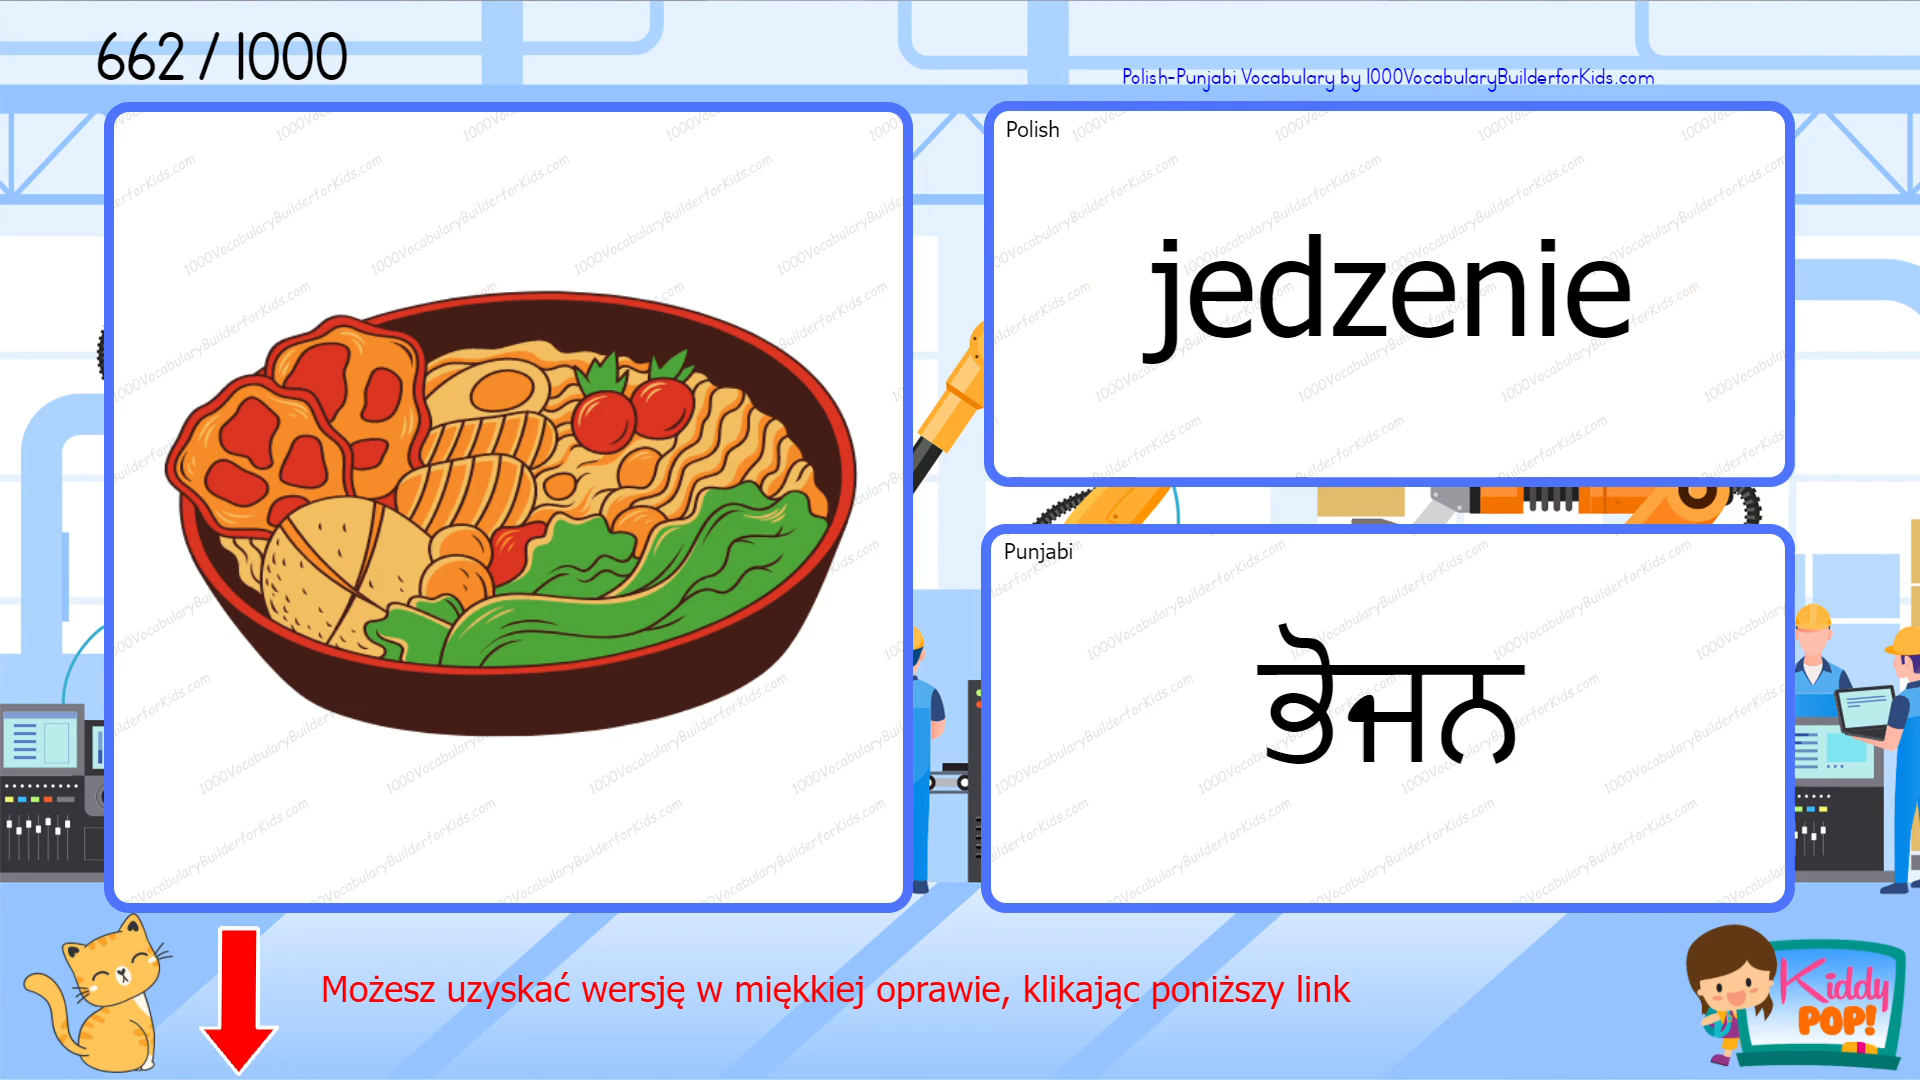 662 / 1000
Polish-Punjabi Vocabulary by 1000VocabularyBuilderforKids.com
Polish
jedzenie
Punjabi
ਭੋਜਨ
Możesz uzyskać wersję w miękkiej oprawie, klikając poniższy link
Kiddy
POP!